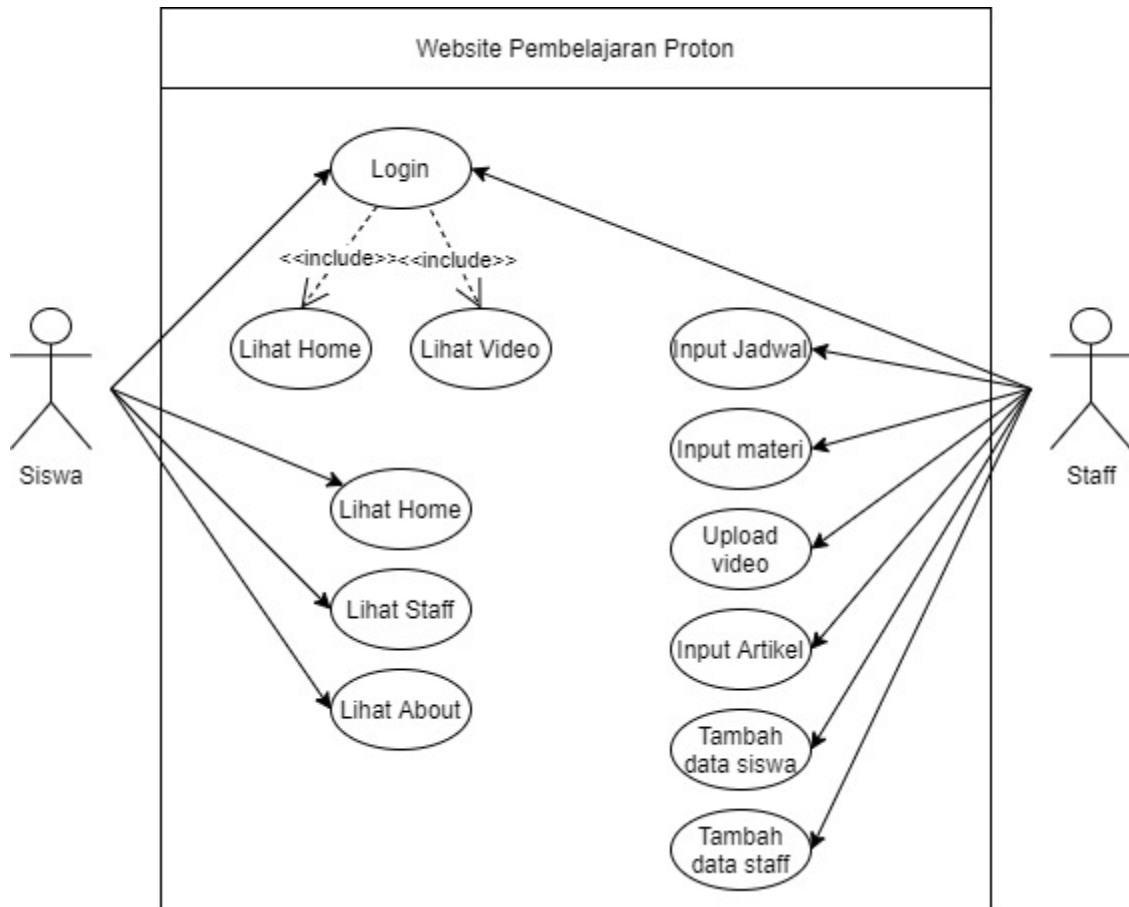 Website Pembelajaran Proton
Login
<<include>>
<<include>>
Lihat Home
Lihat Video
Input Jadwal
Input materi
Siswa
Staff
Lihat Home
Upload
video
Lihat Staff
Input Artikel
Lihat About
Tambah
data siswa
Tambah
data staff